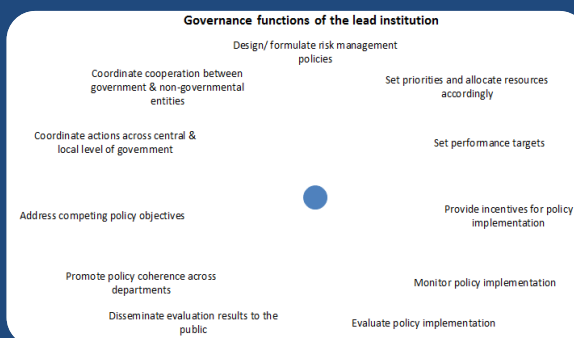 Governance functions of the lead institution
Design/ formulate risk management
policies
Coordinate cooperation between
government & non-governmental
entities
Set priorities and allocate resources
accordingly
Coordinate actions across central &
local level of government
Set performance targets
Address competing policy objectives
Provide incentives for policy
implementation
Promote policy coherence across
departments
Monitor policy implementation
Disseminate evaluation results to the
public
Evaluate policy implementation